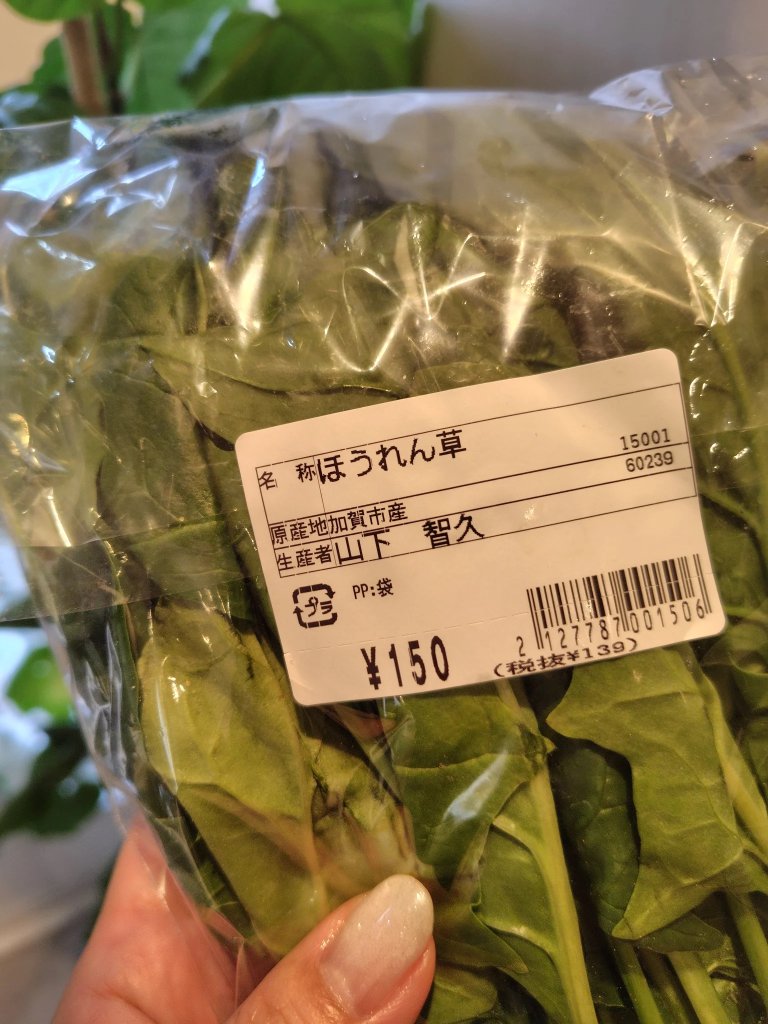 名 称 ほうれん草
15001
60239
原産地 加賀市産
生産者 山下 智久
プラ PP:袋
¥150
2 127787 001506
(税抜¥139)